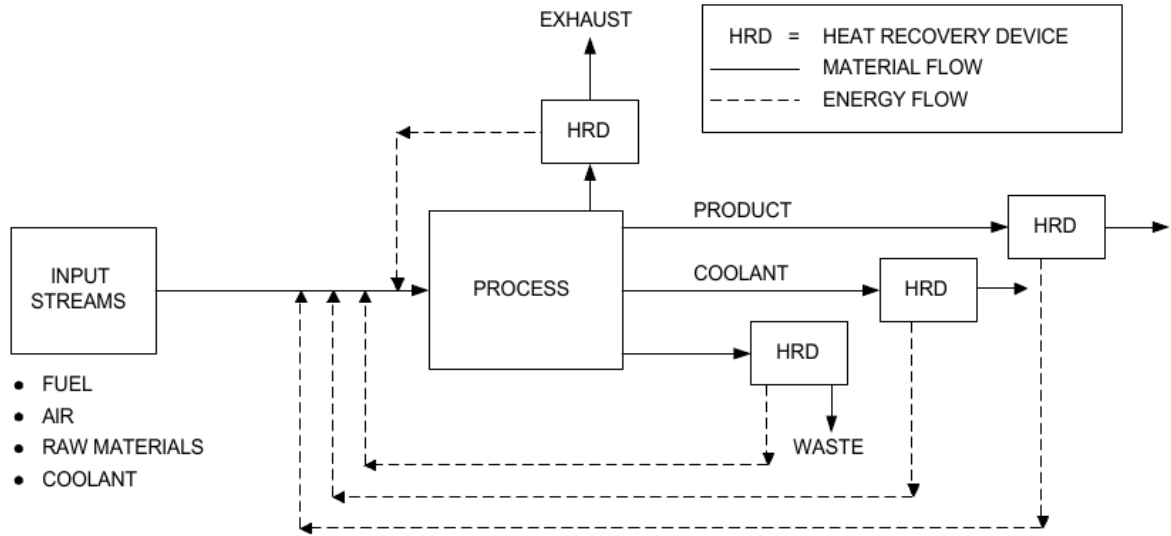 EXHAUST
HRD = HEAT RECOVERY DEVICE
MATERIAL FLOW
ENERGY FLOW
HRD
PRODUCT
HRD
INPUT
STREAMS
PROCESS
COOLANT
HRD
HRD
WASTE
• FUEL
• AIR
• RAW MATERIALS
• COOLANT